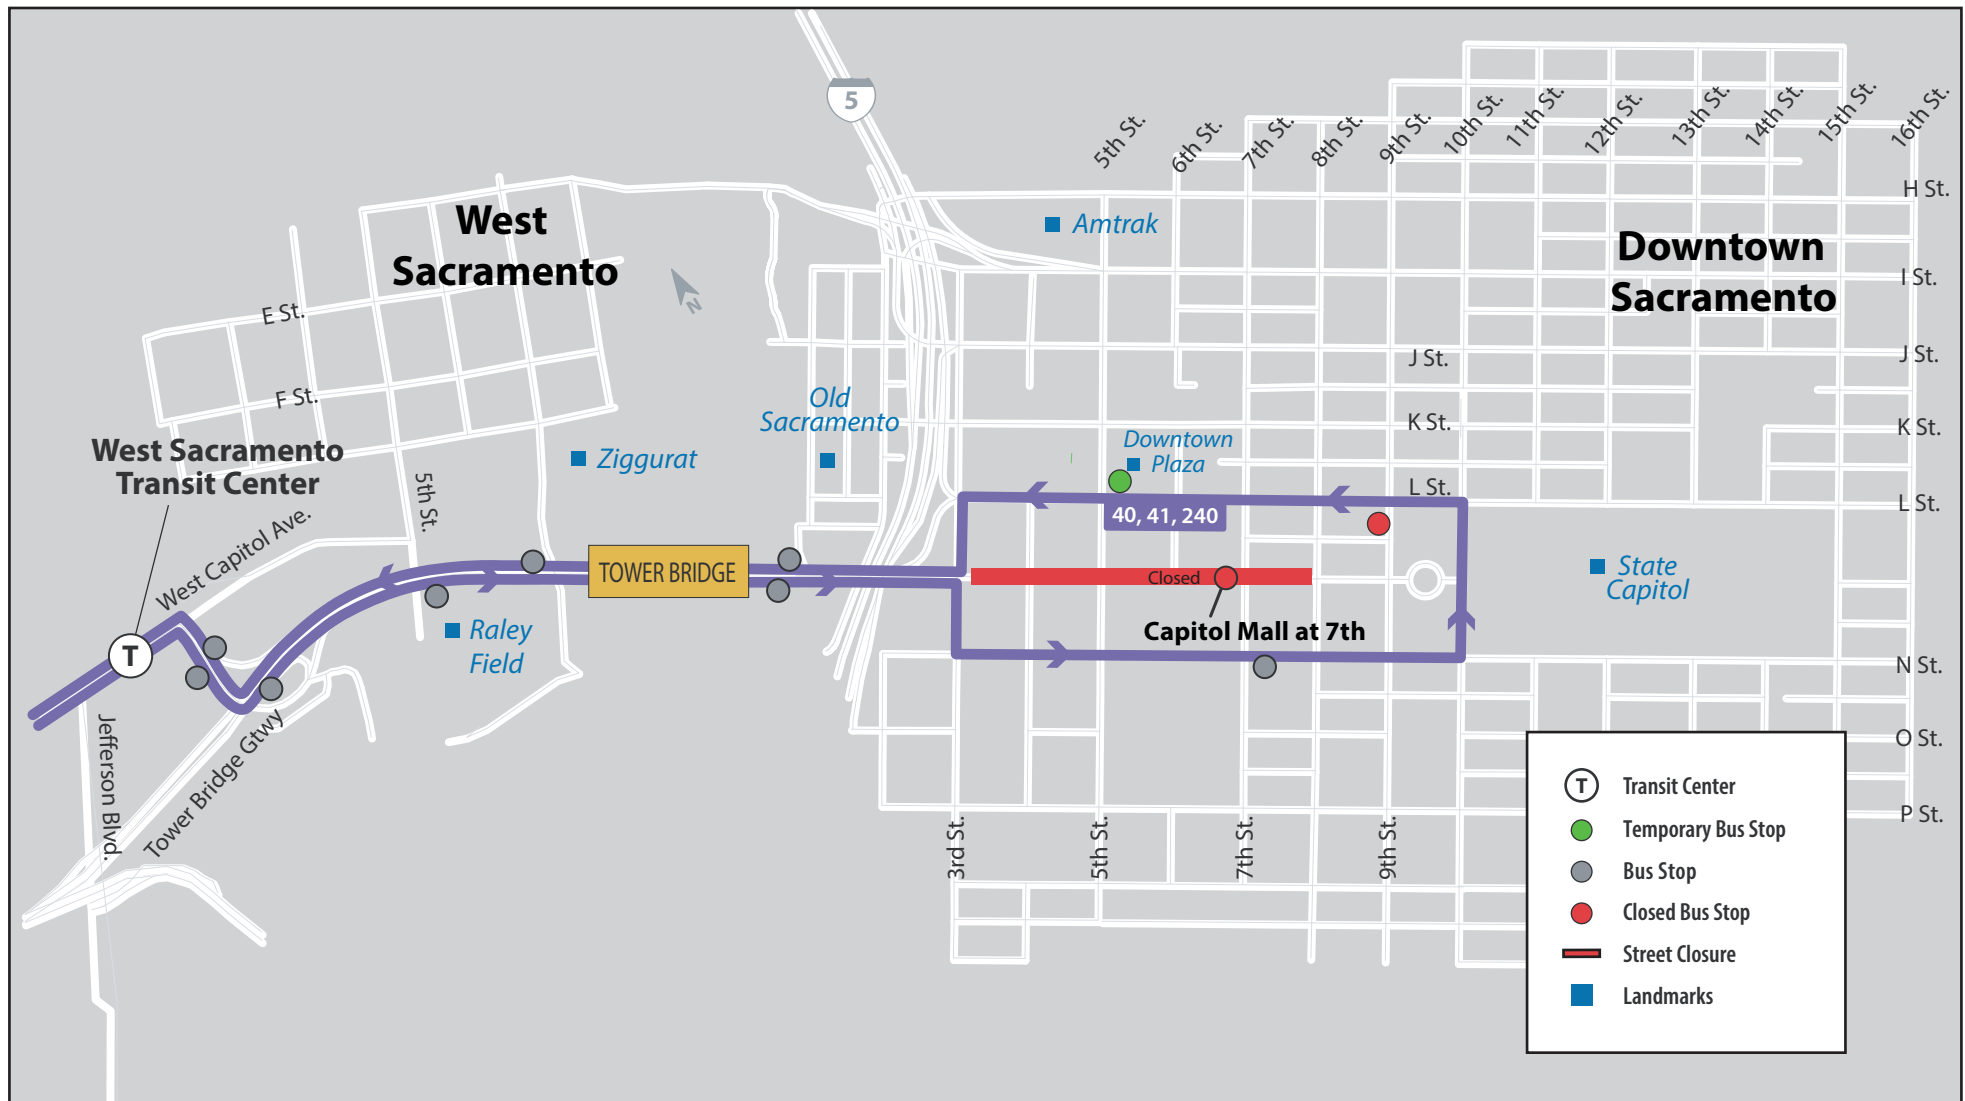 5
5th St.
6th St.
7th St.
8th St.
9th St.
10th St.
11th St.
12th St.
13th St.
14th St.
15th St.
16th St.
H St.
West
Sacramento
Amtrak
Downtown
Sacramento
I St.
N
E St.
J St.
J St.
F St.
Old
Sacramento
K St.
K St.
West Sacramento
Transit Center
Ziggurat
Downtown
Plaza
5th St.
L St.
L St.
40, 41, 240
West Capitol Ave.
TOWER BRIDGE
Closed
State
Capitol
Capitol Mall at 7th
Raley
Field
T
N St.
Jefferson Blvd.
Tower Bridge Gtwy
O St.
P St.
3rd St.
5th St.
7th St.
9th St.
T Transit Center
Temporary Bus Stop
Bus Stop
Closed Bus Stop
Street Closure
Landmarks